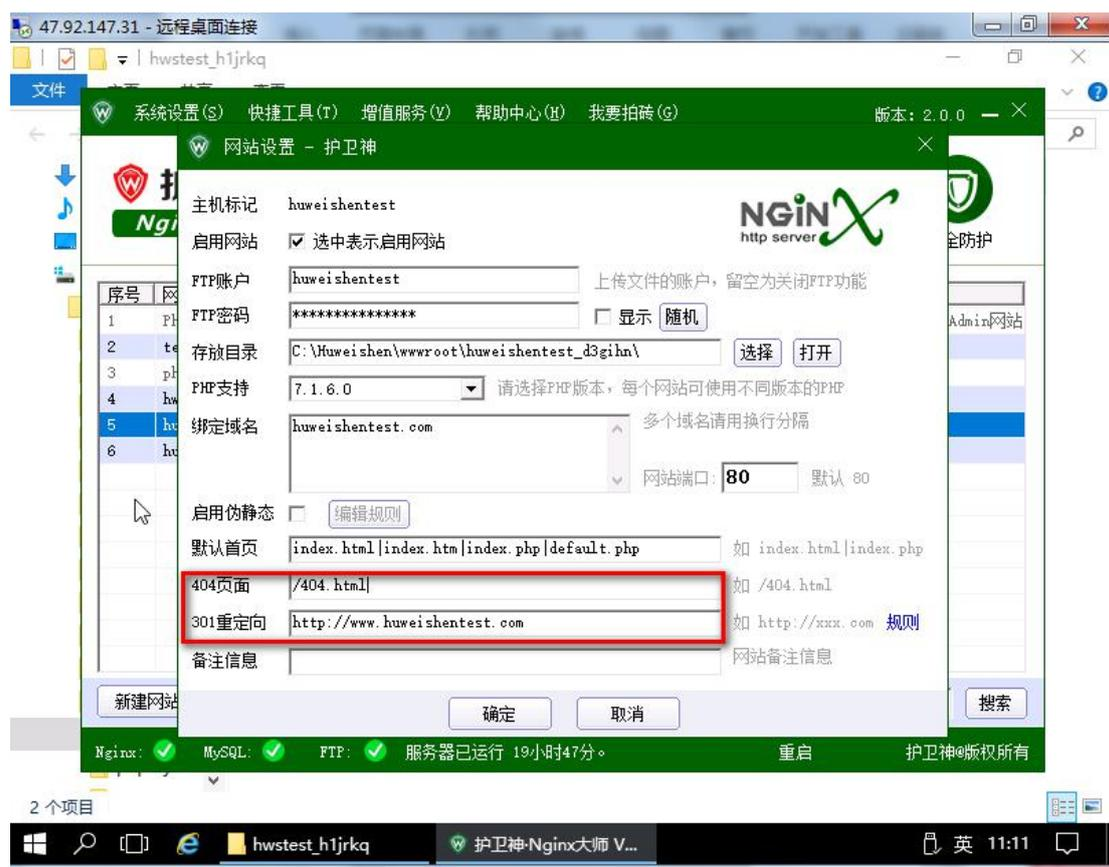 47.92.147.31 - 远程桌面连接
hwstest_h1jrkq
文件
系统设置(S) 快捷工具(T) 增值服务(V) 帮助中心(H) 我要拍砖(G) 版本: 2.0.0
网站设置 - 护卫神
主机标记 huweishentest
NGiNX
http server
启用网站 选中表示启用网站
全防护
FTP账户 huweishentest 上传文件的账户，留空为关闭FTP功能
序号
FTP密码 *************** 显示 随机
1 Admin网站
2 存放目录 C:\Huweishen\wwwroot\huweishentest_d3gihn\ 选择 打开
3 PHP支持 7.1.6.0 请选择PHP版本，每个网站可使用不同版本的PHP
4
5 绑定域名 huweishentest.com 多个域名请用换行分隔
6
网站端口: 80 默认 80
启用伪静态 编辑规则
默认首页 index.html|index.htm|index.php|default.php 如 index.html|index.php
404页面 /404.html 如 /404.html
301重定向 http://www.huweishentest.com 如 http://xxx.com 规则
备注信息 网站备注信息
新建网站 确定 取消 搜索
Nginx: MySQL: FTP: 服务器已运行 19小时47分。 重启 护卫神@版权所有
2 个项目
hwstest_h1jrkq 护卫神·Nginx大师 V... 英 11:11